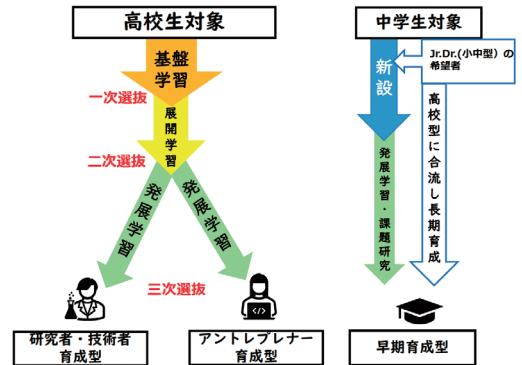 高校生対象
基盤
学習
一次選抜
展開学習
二次選抜
発展学習
発展学習
三次選抜
研究者・技術者
育成型
アントレプレナー
育成型
中学生対象
Jr.Dr.(小中型）の
希望者
新設
高校型に合流し長期育成
発展学習・課題研究
早期育成型